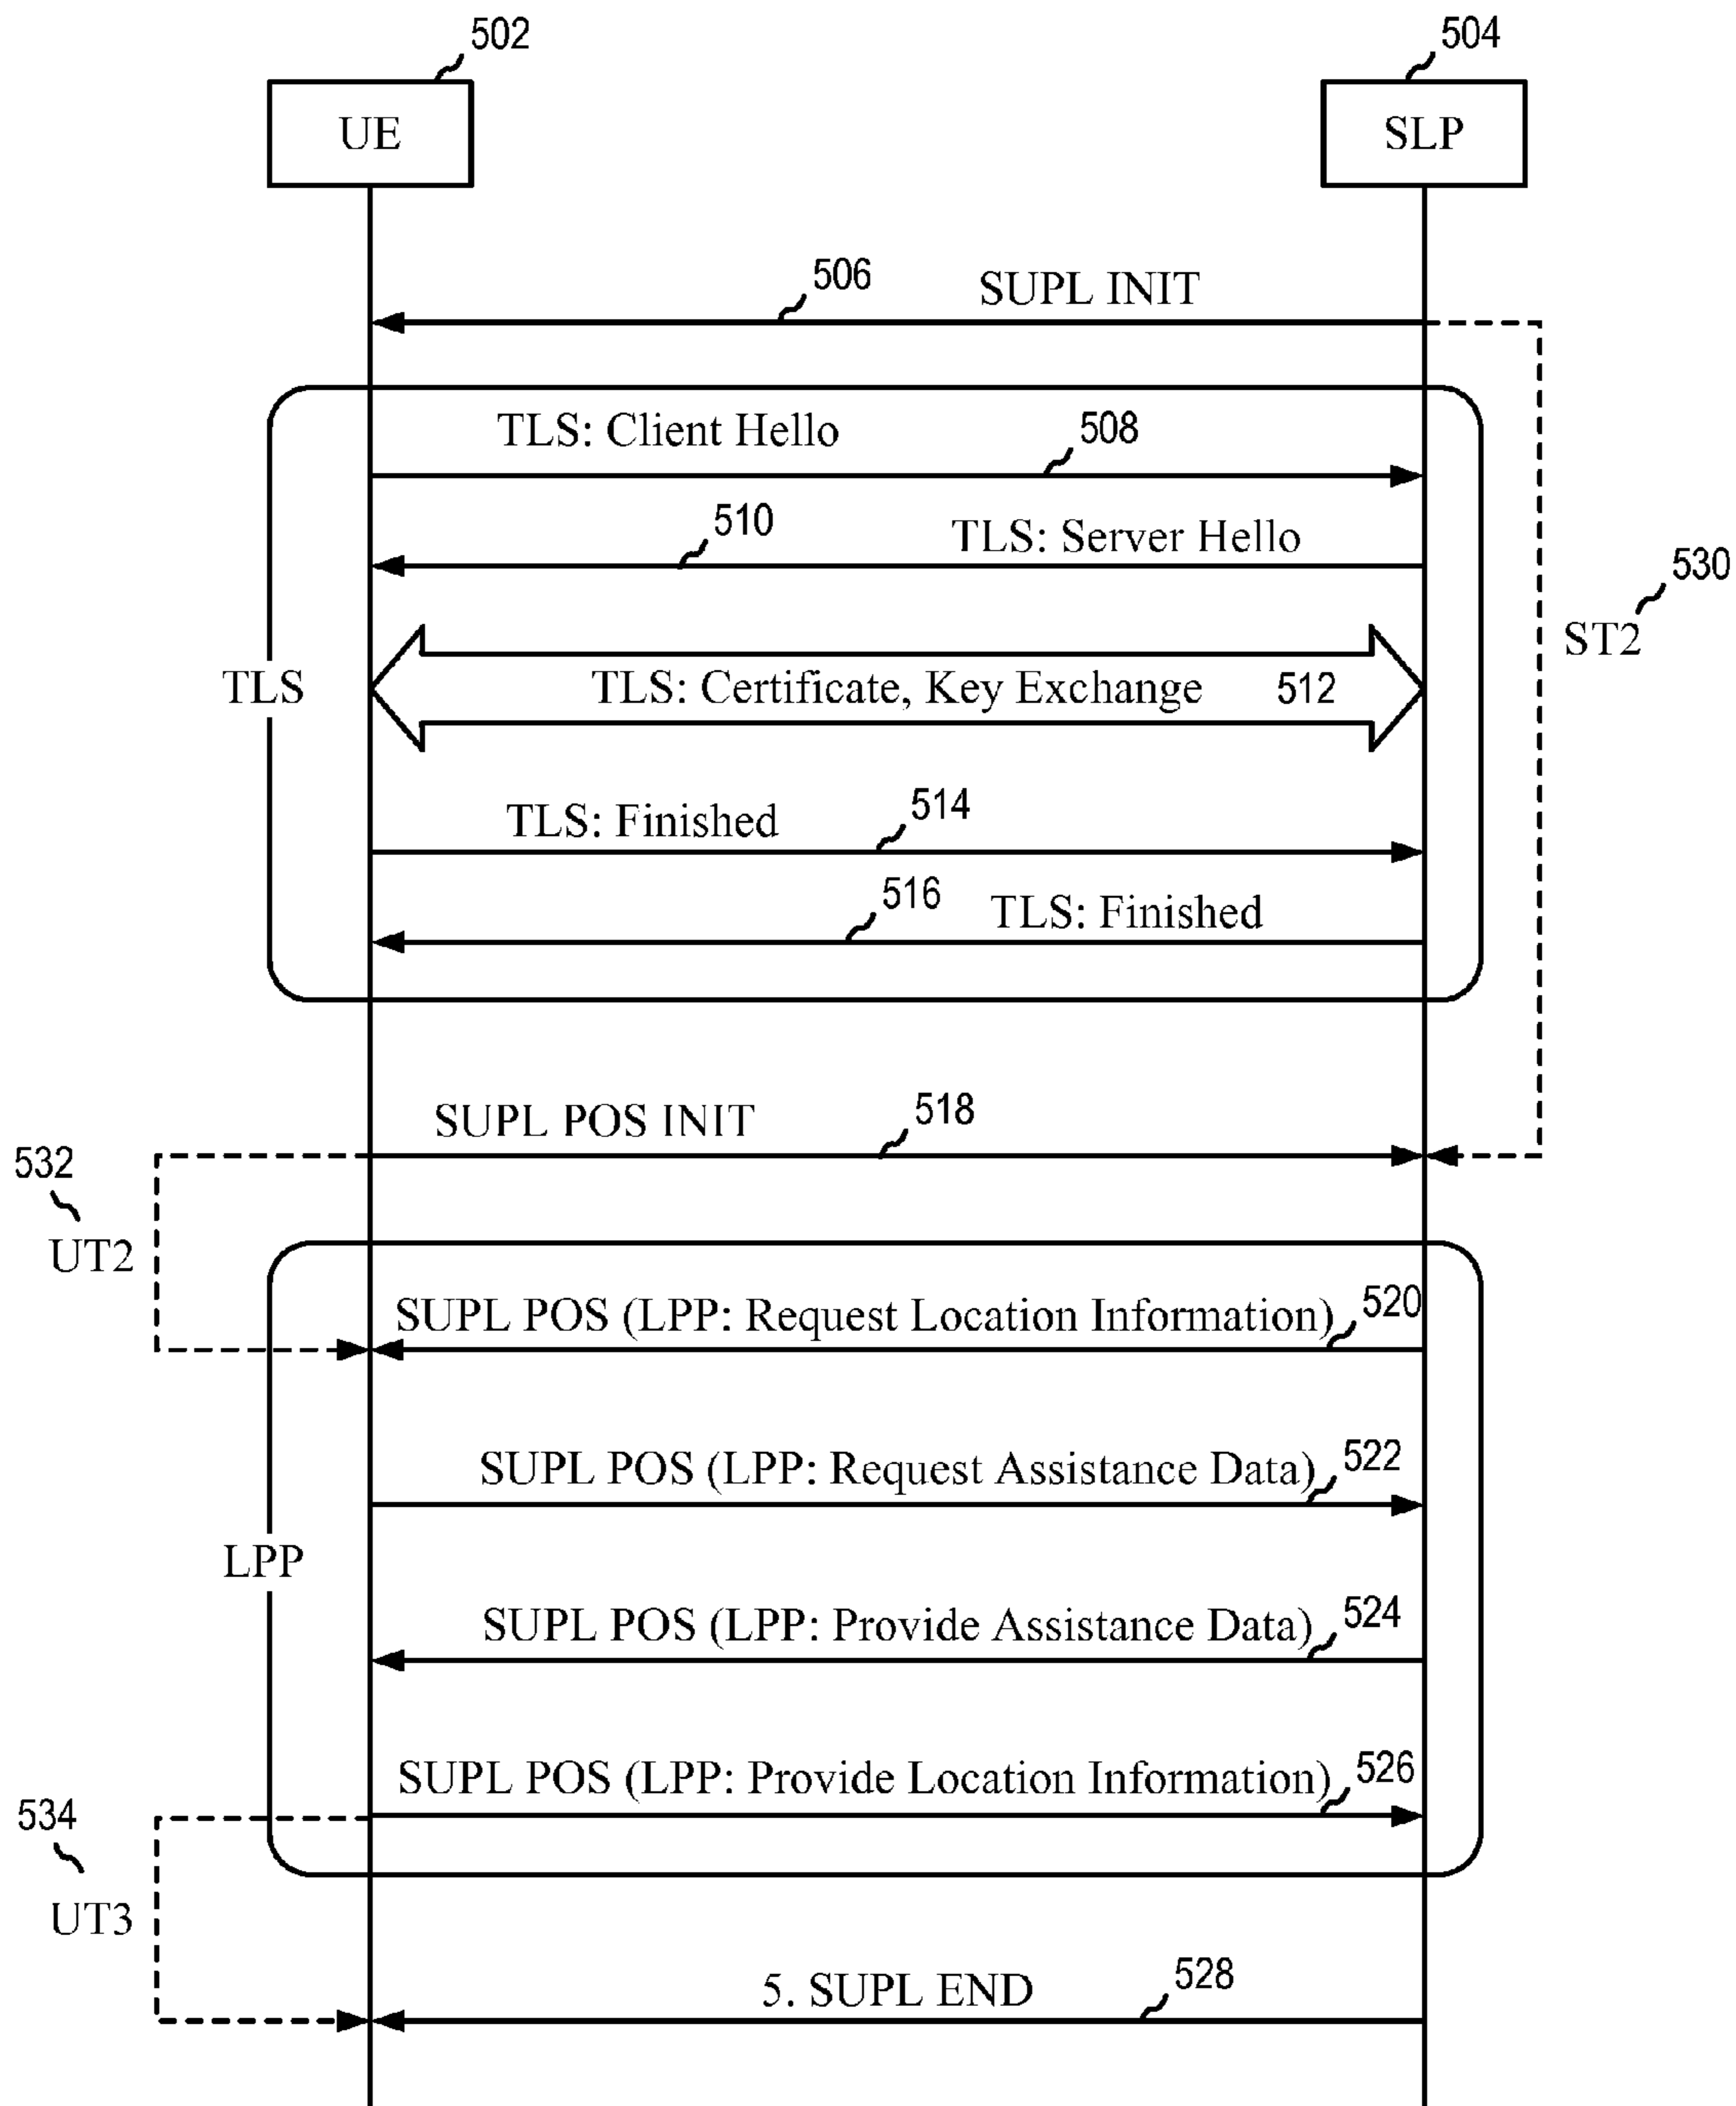 502
504
UE
SLP
506
SUPL INIT
TLS: Client Hello
508
510
TLS: Server Hello
530
ST2
TLS
TLS: Certificate, Key Exchange 512
TLS: Finished
514
516
TLS: Finished
SUPL POS INIT
518
532
UT2
SUPL POS (LPP: Request Location Information)
520
SUPL POS (LPP: Request Assistance Data)
522
LPP
SUPL POS (LPP: Provide Assistance Data)
524
SUPL POS (LPP: Provide Location Information)
526
534
UT3
5. SUPL END
528